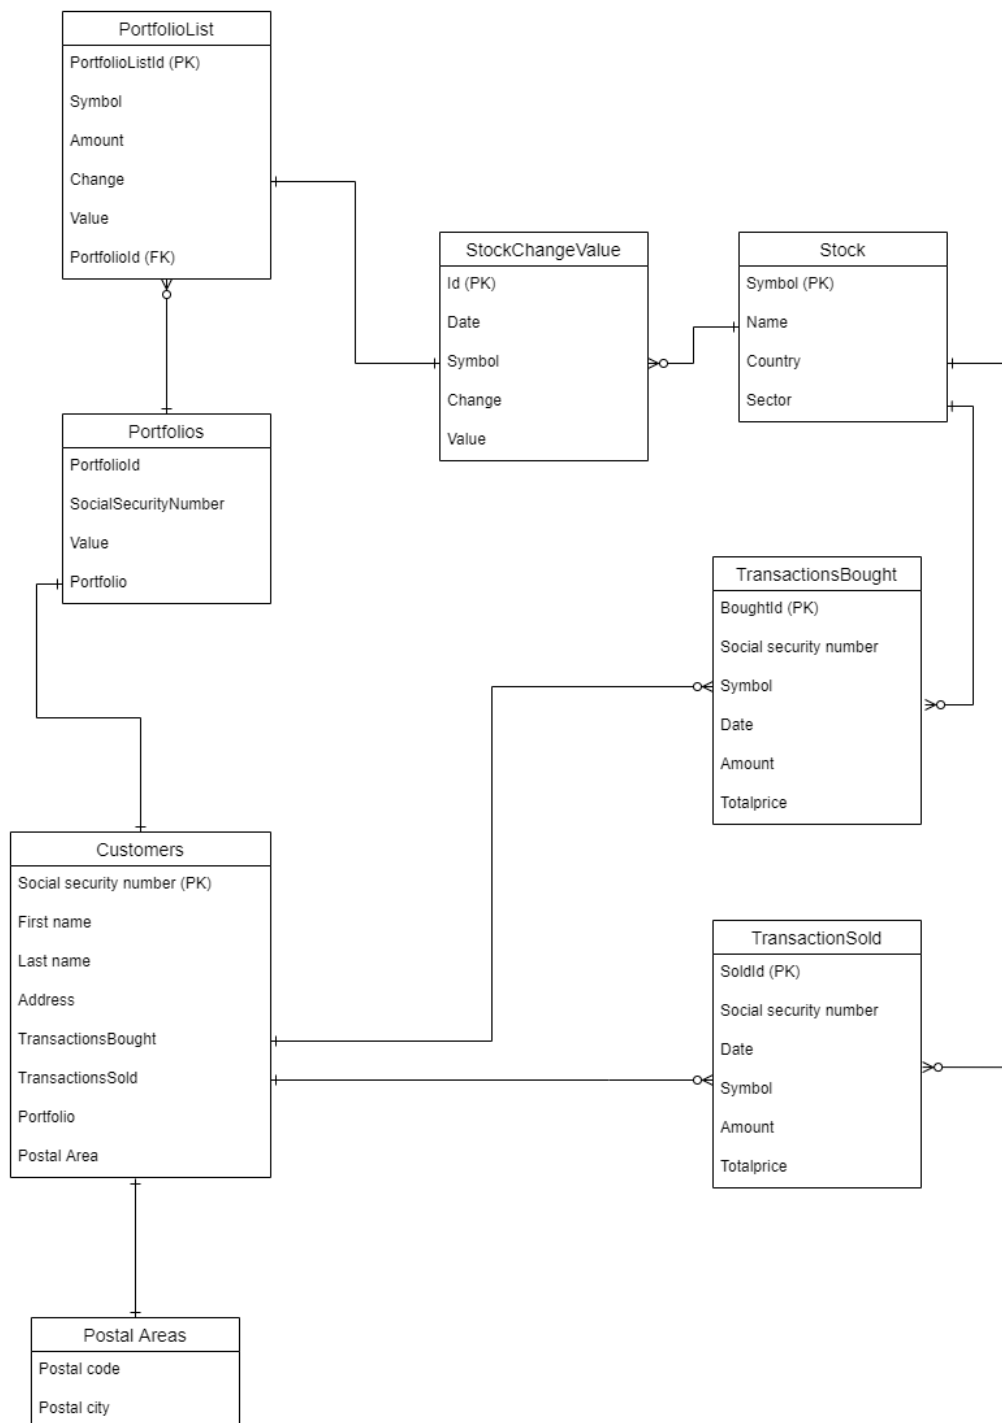 PortfolioList
PortfolioListId (PK)
Symbol
Amount
Change
Value
PortfolioId (FK)
StockChangeValue
Id (PK)
Date
Symbol
Change
Value
Stock
Symbol (PK)
Name
Country
Sector
Portfolios
PortfolioId
SocialSecurityNumber
Value
Portfolio
TransactionsBought
BoughtId (PK)
Social security number
Symbol
Date
Amount
Totalprice
Customers
Social security number (PK)
First name
Last name
Address
TransactionsBought
TransactionsSold
Portfolio
Postal Area
TransactionSold
SoldId (PK)
Social security number
Date
Symbol
Amount
Totalprice
Postal Areas
Postal code
Postal city